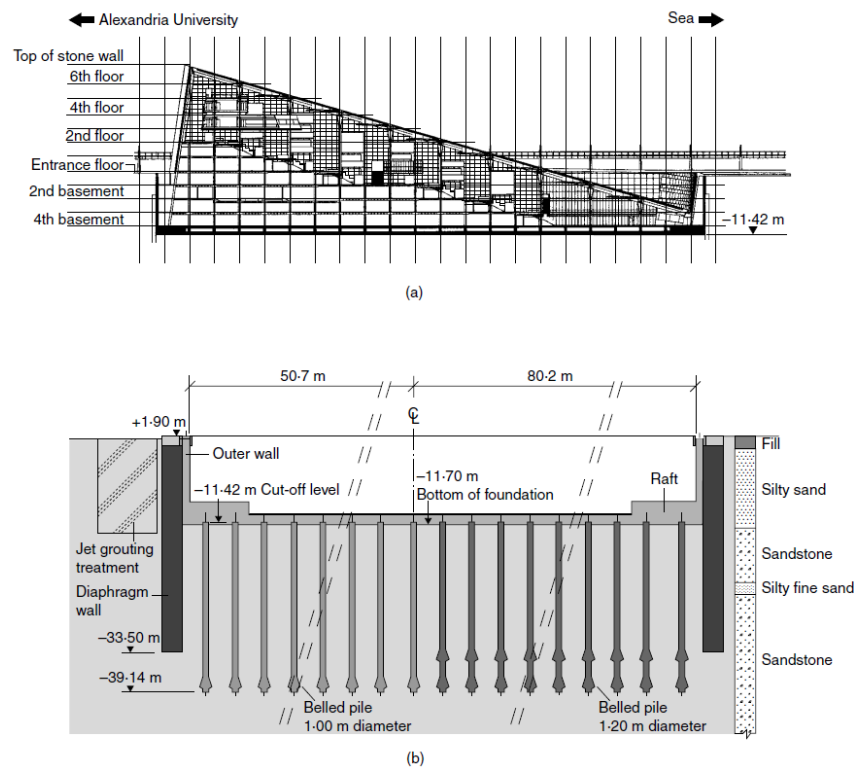 Alexandria University
Sea
Top of stone wall
6th floor
4th floor
2nd floor
Entrance floor
2nd basement
4th basement
−11·42 m
(a)
50·7 m
80·2 m
℄
+1·90 m
Outer wall
−11·70 m
−11·42 m Cut-off level
Bottom of foundation
Raft
Fill
Silty sand
Jet grouting
treatment
Diaphragm
wall
Sandstone
Silty fine sand
−33·50 m
Sandstone
−39·14 m
Belled pile
1·00 m diameter
Belled pile
1·20 m diameter
(b)